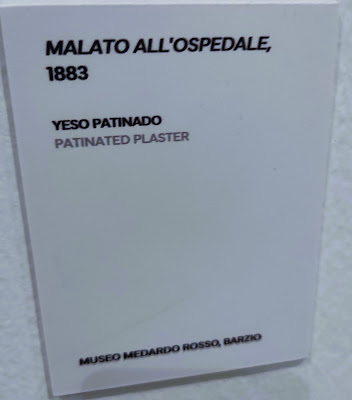 MALATO ALL'OSPEDALE,
1883
YESO PATINADO
PATINATED PLASTER
MUSEO MEDARDO ROSSO, BARZIO